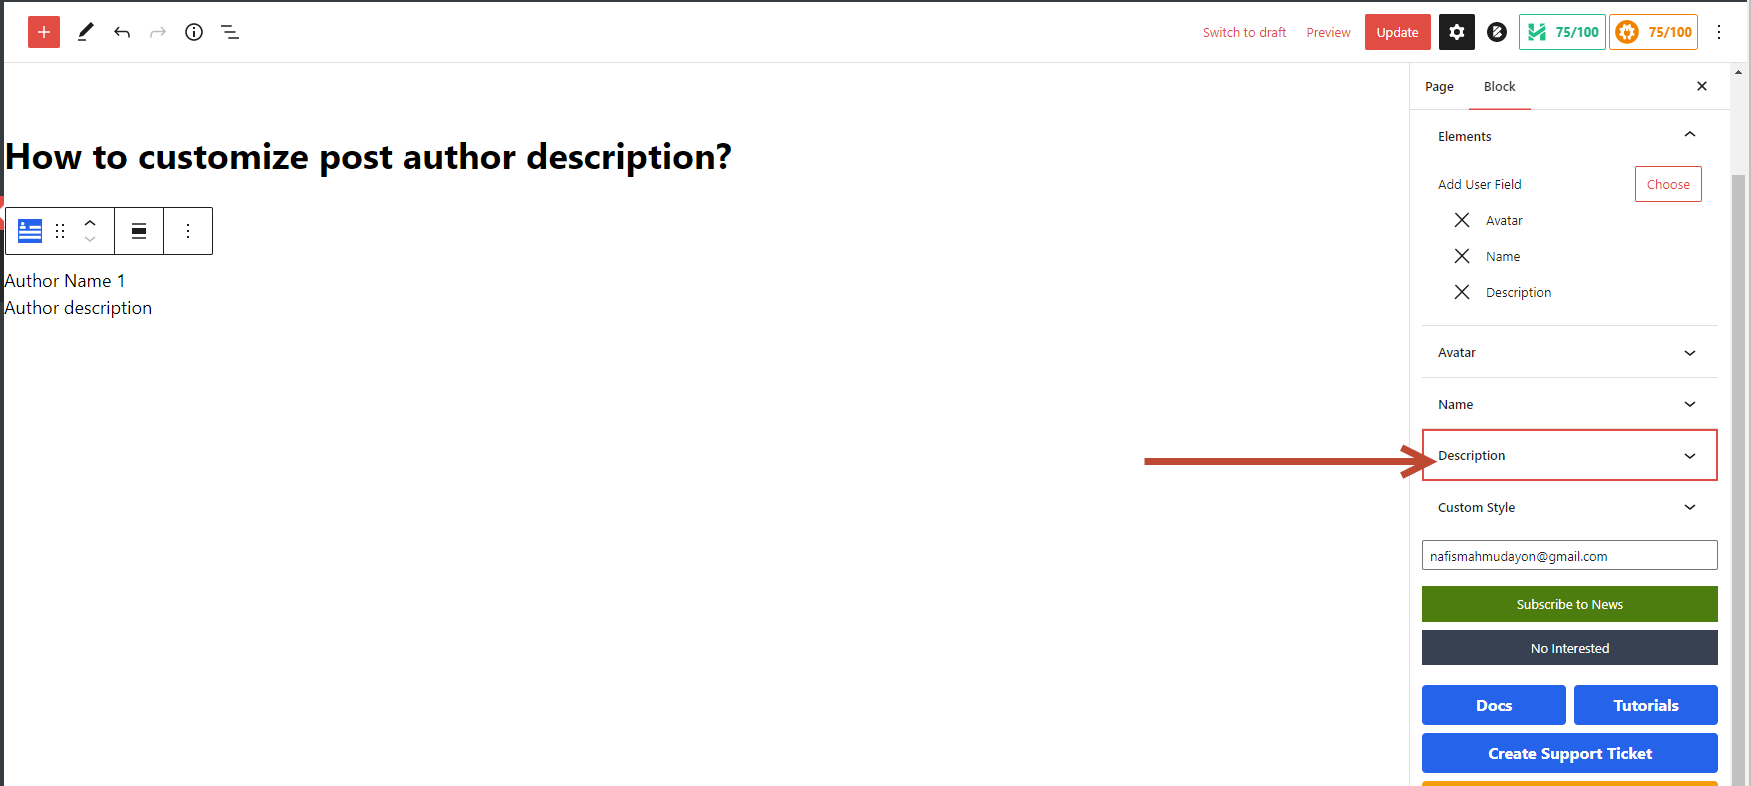 Switch to draft
Preview
Update
75/100
75/100
Page
Block
How to customize post author description?
Author Name 1
Author description
Elements
Add User Field
Choose
Avatar
Name
Description
Avatar
Name
Description
Custom Style
nafismahmudayon@gmail.com
Subscribe to News
No Interested
Docs
Tutorials
Create Support Ticket